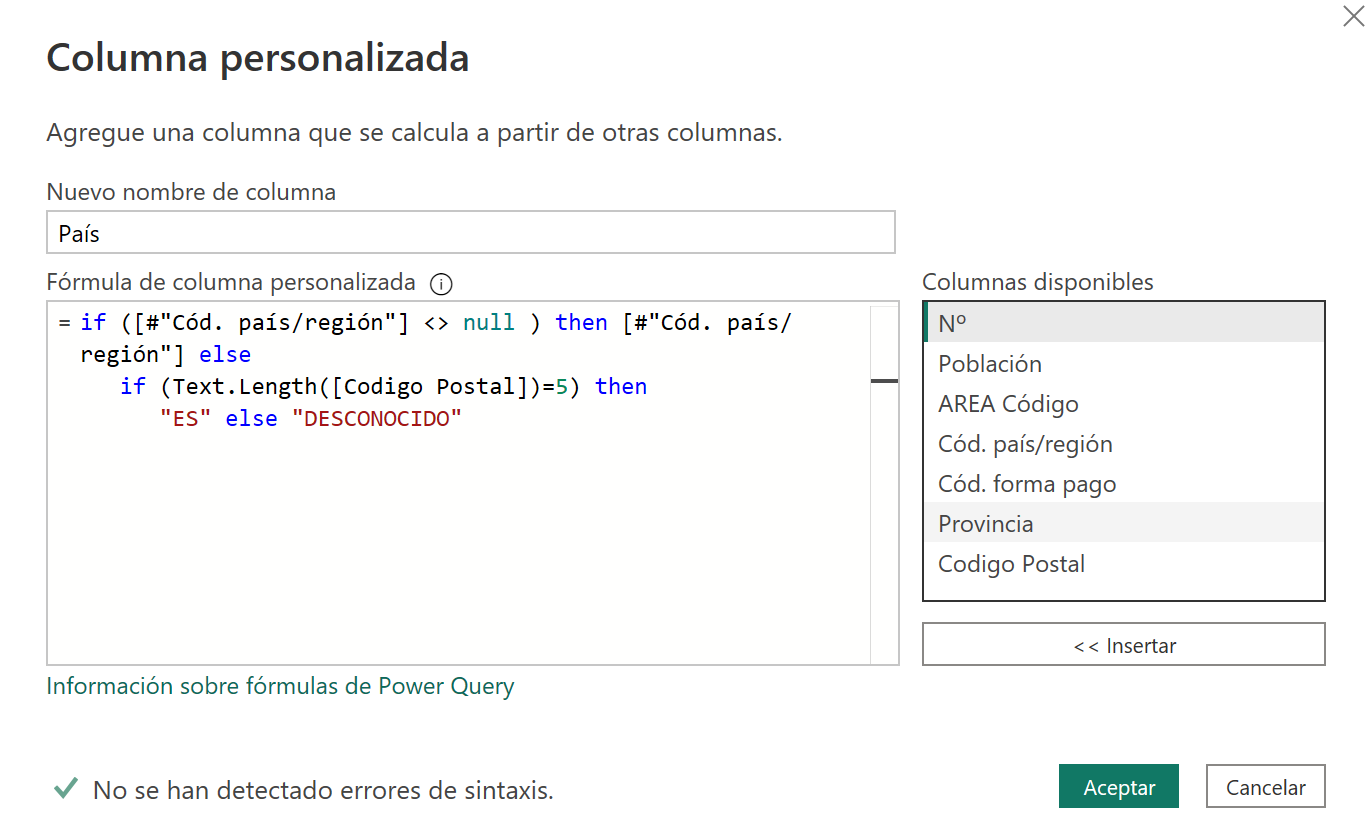 Columna personalizada
Agregue una columna que se calcula a partir de otras columnas.
Nuevo nombre de columna
País
Fórmula de columna personalizada
= if ([#"Cód. país/región"] <> null ) then [#"Cód. país/
región"] else
if (Text.Length([Codigo Postal])=5) then
"ES" else "DESCONOCIDO"
Columnas disponibles
Nº
Población
AREA Código
Cód. país/región
Cód. forma pago
Provincia
Codigo Postal
<< Insertar
Información sobre fórmulas de Power Query
No se han detectado errores de sintaxis.
Aceptar
Cancelar